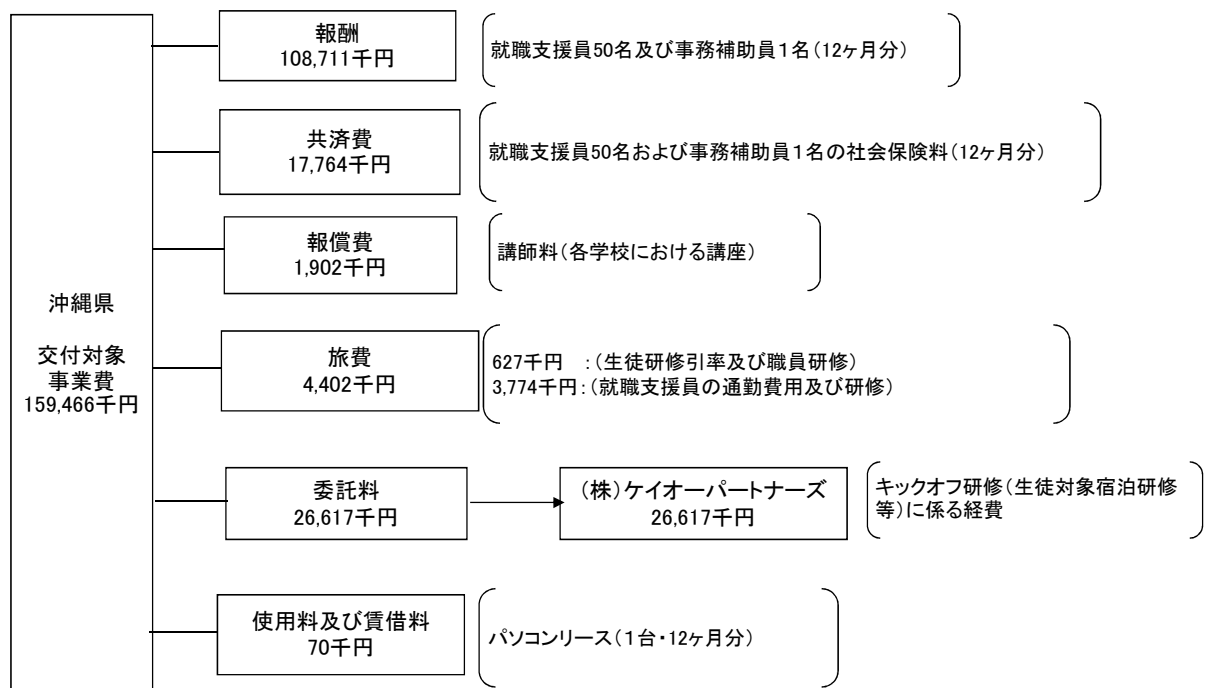 沖縄県
交付対象
事業費
159,466千円
報酬
108,711千円
就職支援員50名及び事務補助員1名(12ヶ月分)
共済費
17,764千円
就職支援員50名および事務補助員1名の社会保険料(12ヶ月分)
報償費
1,902千円
講師料(各学校における講座)
旅費
4,402千円
627千円 :(生徒研修引率及び職員研修)
3,774千円:(就職支援員の通勤費用及び研修)
委託料
26,617千円
(株)ケイオーパートナーズ
26,617千円
キックオフ研修(生徒対象宿泊研修
等)に係る経費
使用料及び賃借料
70千円
パソコンリース(1台・12ヶ月分)